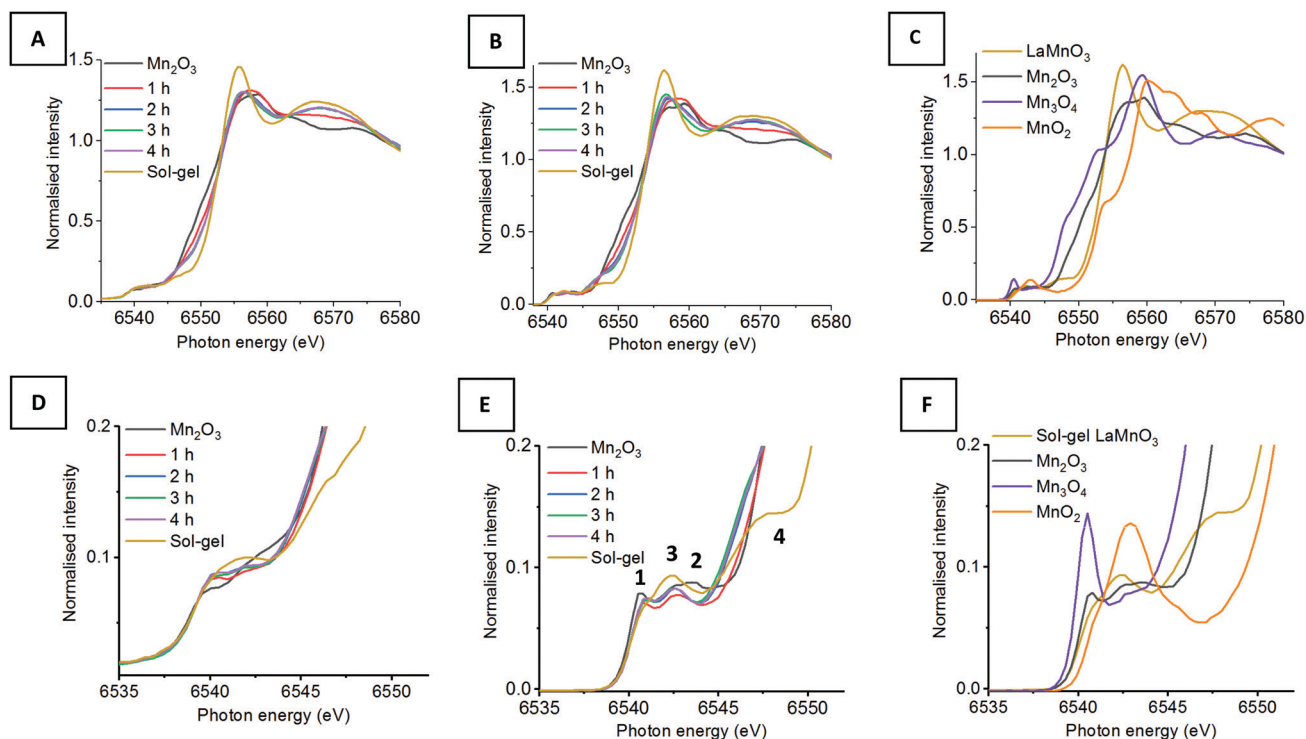 A
Mn₂O₃
1 h
2 h
3 h
4 h
Sol-gel
Normalised intensity
1.5
1.0
0.5
0.0
6540 6550 6560 6570 6580
Photon energy (eV)
B
Mn₂O₃
1 h
2 h
3 h
4 h
Sol-gel
Normalised intensity
1.5
1.0
0.5
0.0
6540 6550 6560 6570 6580
Photon energy (eV)
C
LaMnO₃
Mn₂O₃
Mn₃O₄
MnO₂
Normalised intensity
1.5
1.0
0.5
0.0
6540 6550 6560 6570 6580
Photon energy (eV)
D
Mn₂O₃
1 h
2 h
3 h
4 h
Sol-gel
Normalised intensity
0.2
0.1
6535 6540 6545 6550
Photon energy (eV)
E
Mn₂O₃
1 h
2 h
3 h
4 h
Sol-gel
1 3 2 4
Normalised intensity
0.2
0.1
0.0
6535 6540 6545 6550
Photon energy (eV)
F
Sol-gel LaMnO₃
Mn₂O₃
Mn₃O₄
MnO₂
Normalised intensity
0.2
0.1
0.0
6535 6540 6545 6550
Photon energy (eV)